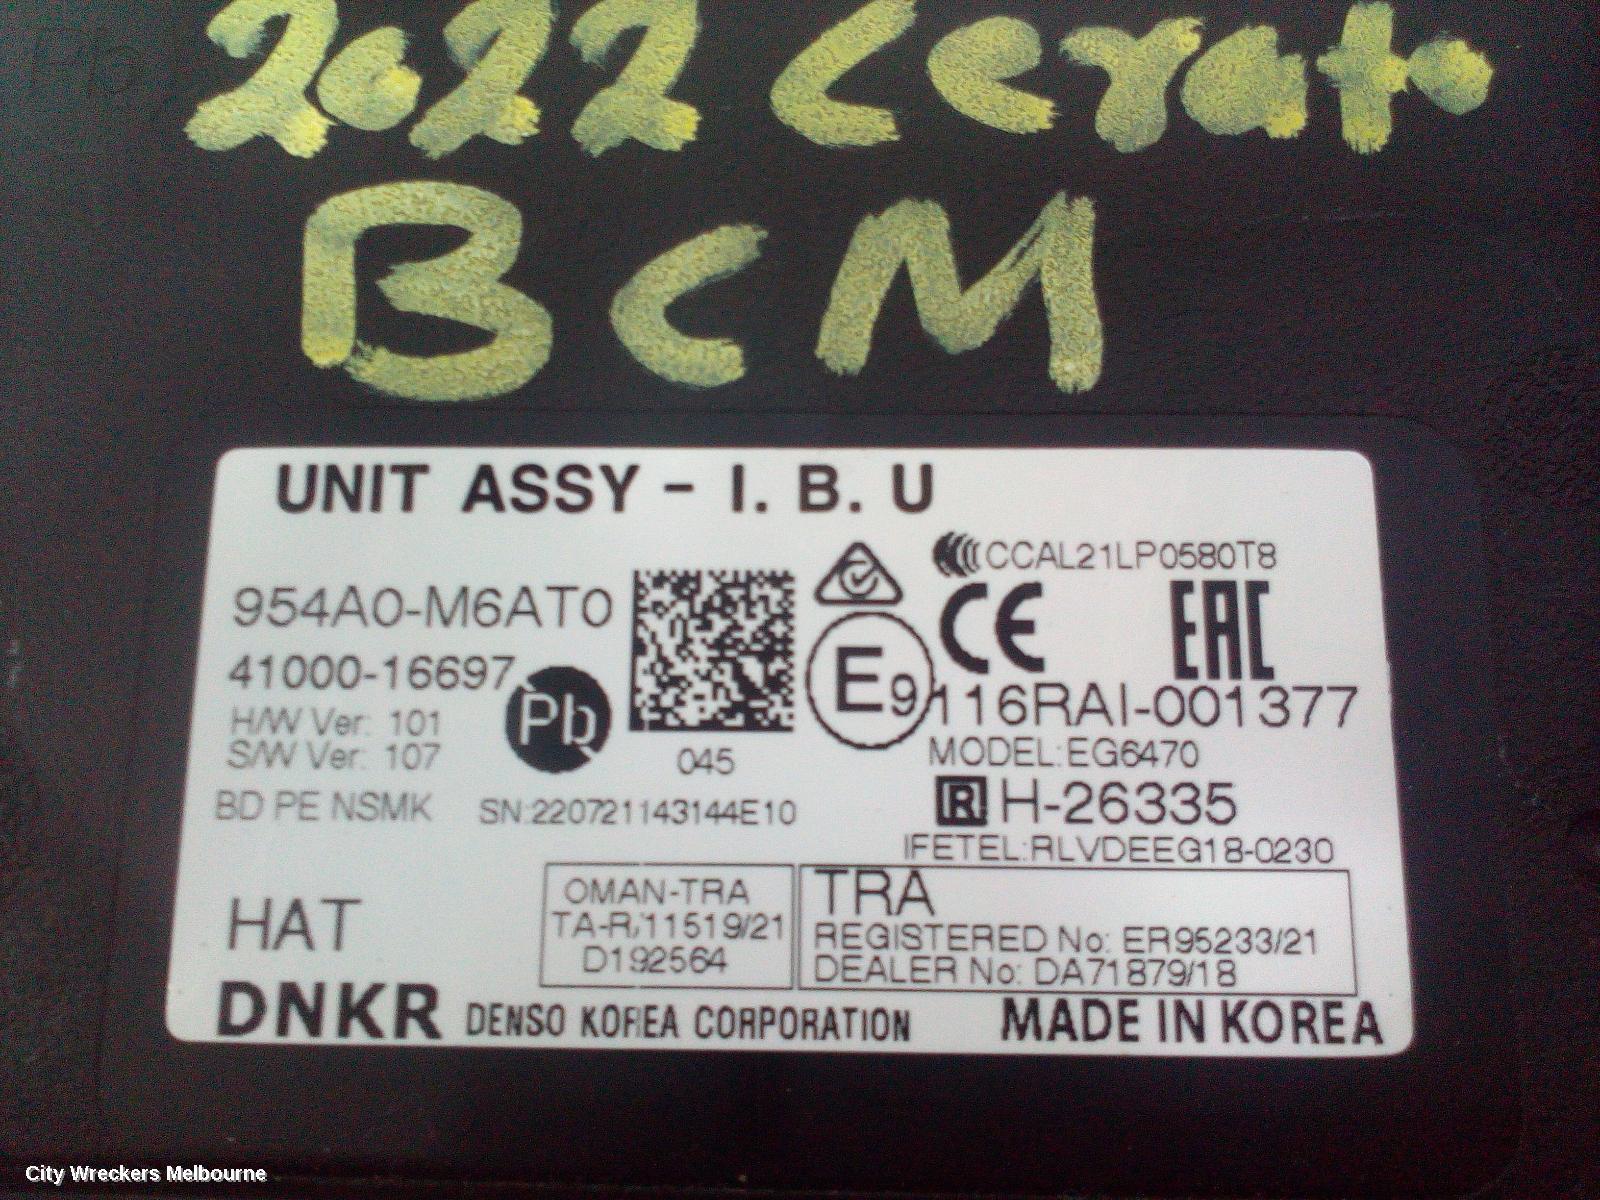 2022 Cerato
BCM
UNIT ASSY - I. B. U
CCAL21LP0580T8
954A0-M6AT0
CE EAC
41000-16697
Pb
E9
116RAI-001377
H/W Ver: 101
S/W Ver: 107
045
MODEL:EG6470
BD PE NSMK
SN:220721143144E10
R H-26335
IFETEL:RLVDEEG18-0230
HAT
OMAN-TRA
TA-R/11519/21
D192564
TRA
REGISTERED No: ER95233/21
DEALER No: DA71879/18
DNKR DENSO KOREA CORPORATION MADE IN KOREA
City Wreckers Melbourne